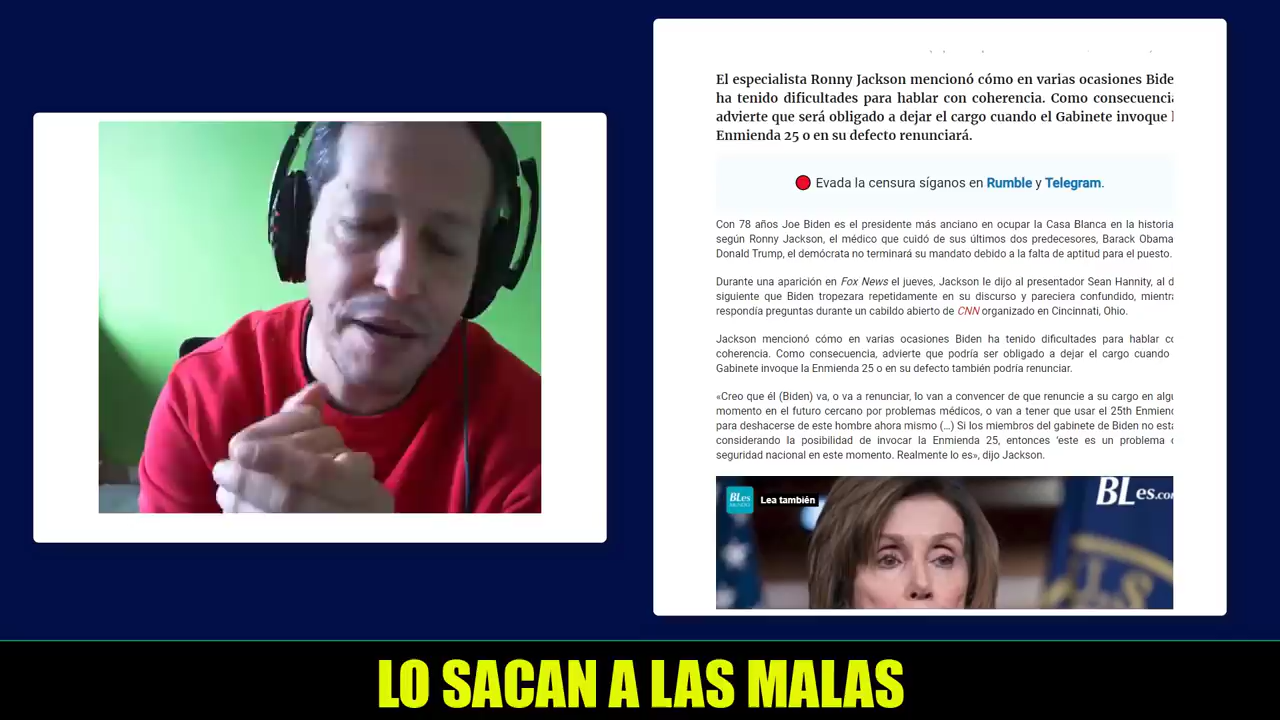 El especialista Ronny Jackson mencionó cómo en varias ocasiones Bide
ha tenido dificultades para hablar con coherencia. Como consecuencia
advierte que será obligado a dejar el cargo cuando el Gabinete invoque l
Enmienda 25 o en su defecto renunciará.
Evada la censura síganos en Rumble y Telegram.
Con 78 años Joe Biden es el presidente más anciano en ocupar la Casa Blanca en la historia
según Ronny Jackson, el médico que cuidó de sus últimos dos predecesores, Barack Obama
Donald Trump, el demócrata no terminará su mandato debido a la falta de aptitud para el puesto.
Durante una aparición en Fox News el jueves, Jackson le dijo al presentador Sean Hannity, al d
siguiente que Biden tropezara repetidamente en su discurso y pareciera confundido, mientra
respondía preguntas durante un cabildo abierto de CNN organizado en Cincinnati, Ohio.
Jackson mencionó cómo en varias ocasiones Biden ha tenido dificultades para hablar co
coherencia. Como consecuencia, advierte que podría ser obligado a dejar el cargo cuando
Gabinete invoque la Enmienda 25 o en su defecto también podría renunciar.
«Creo que él (Biden) va, o va a renunciar, lo van a convencer de que renuncie a su cargo en algu
momento en el futuro cercano por problemas médicos, o van a tener que usar el 25th Enmienc
para deshacerse de este hombre ahora mismo (…) Si los miembros del gabinete de Biden no está
considerando la posibilidad de invocar la Enmienda 25, entonces 'este es un problema d
seguridad nacional en este momento. Realmente lo es», dijo Jackson.
BLes MUNDO Lea también
BLes.com
LO SACAN A LAS MALAS